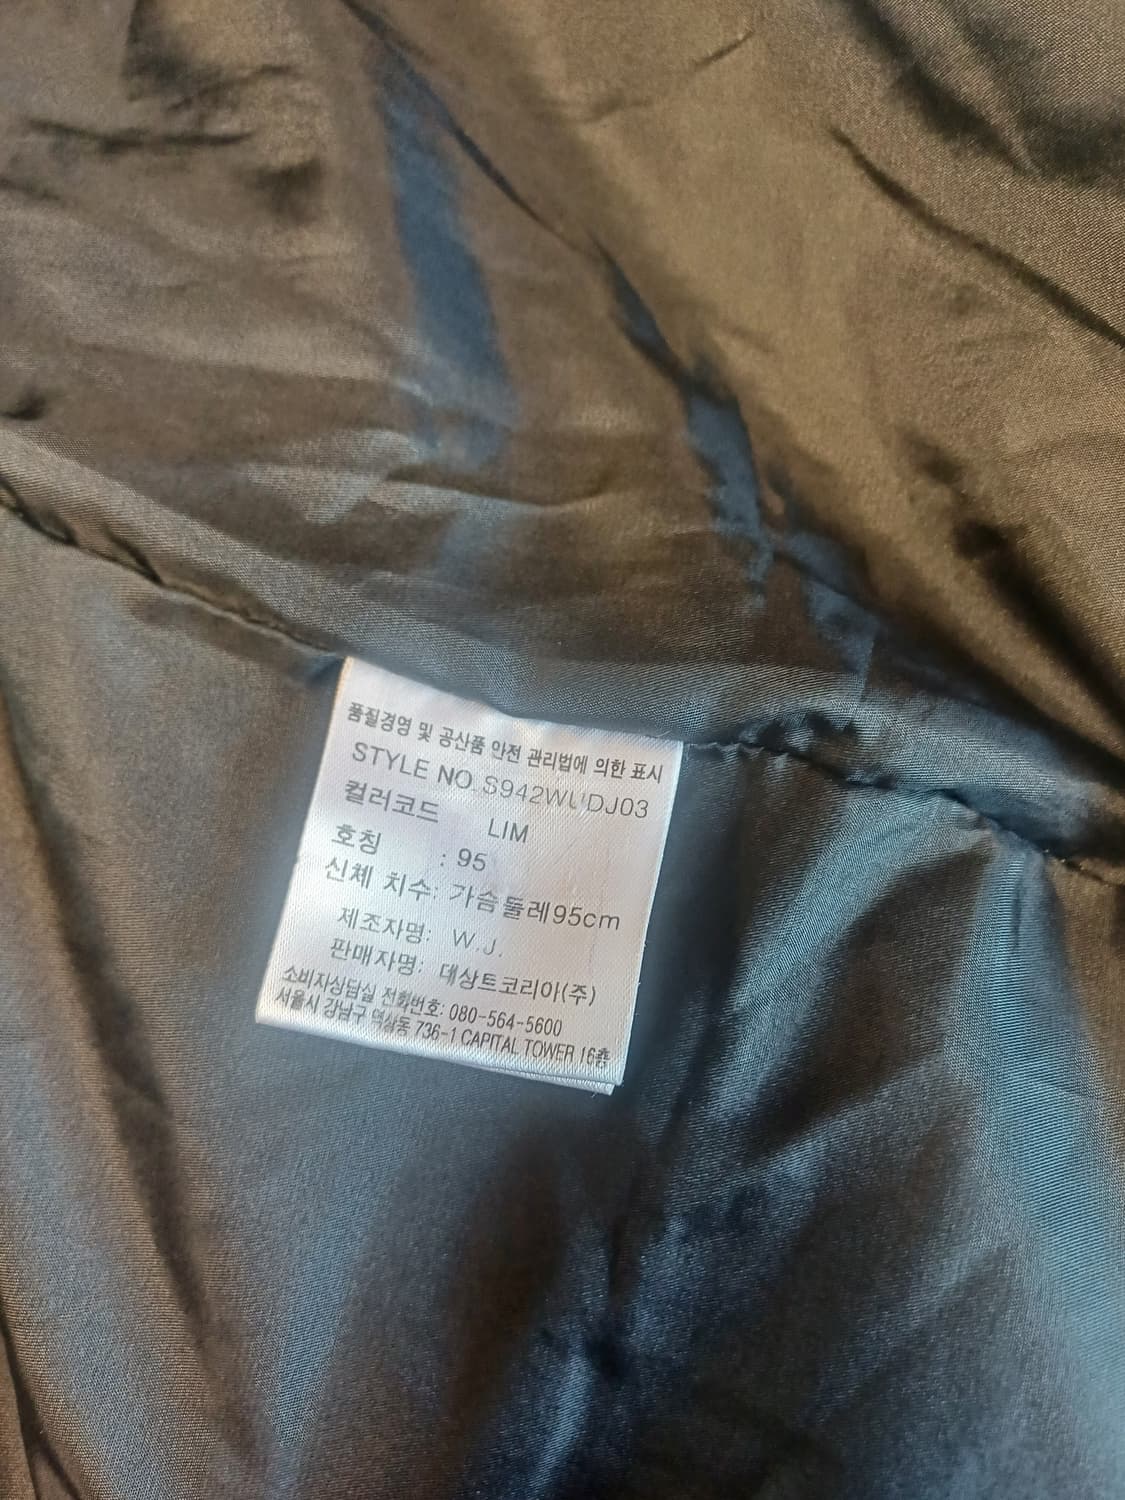 품질경영 및 공산품 안전 관리법에 의한 표시
STYLE NO S942WUDJ03
컬러코드 LIM
호칭 : 95
신체 치수: 가슴둘레95cm
제조자명: W.J.
판매자명: 데상트코리아(주)
소비자상담실 전화번호: 080-564-5600
서울시 강남구 역삼동 736-1 CAPITAL TOWER 16층